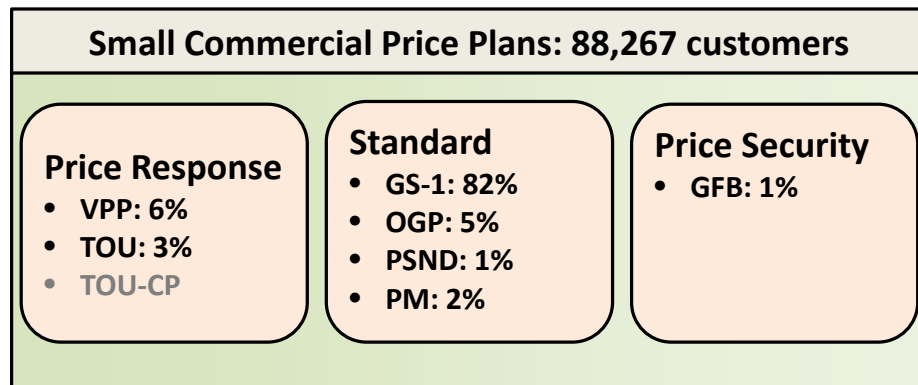 Small Commercial Price Plans: 88,267 customers
Price Response
• VPP: 6%
• TOU: 3%
• TOU-CP
Standard
• GS-1: 82%
• OGP: 5%
• PSND: 1%
• PM: 2%
Price Security
• GFB: 1%